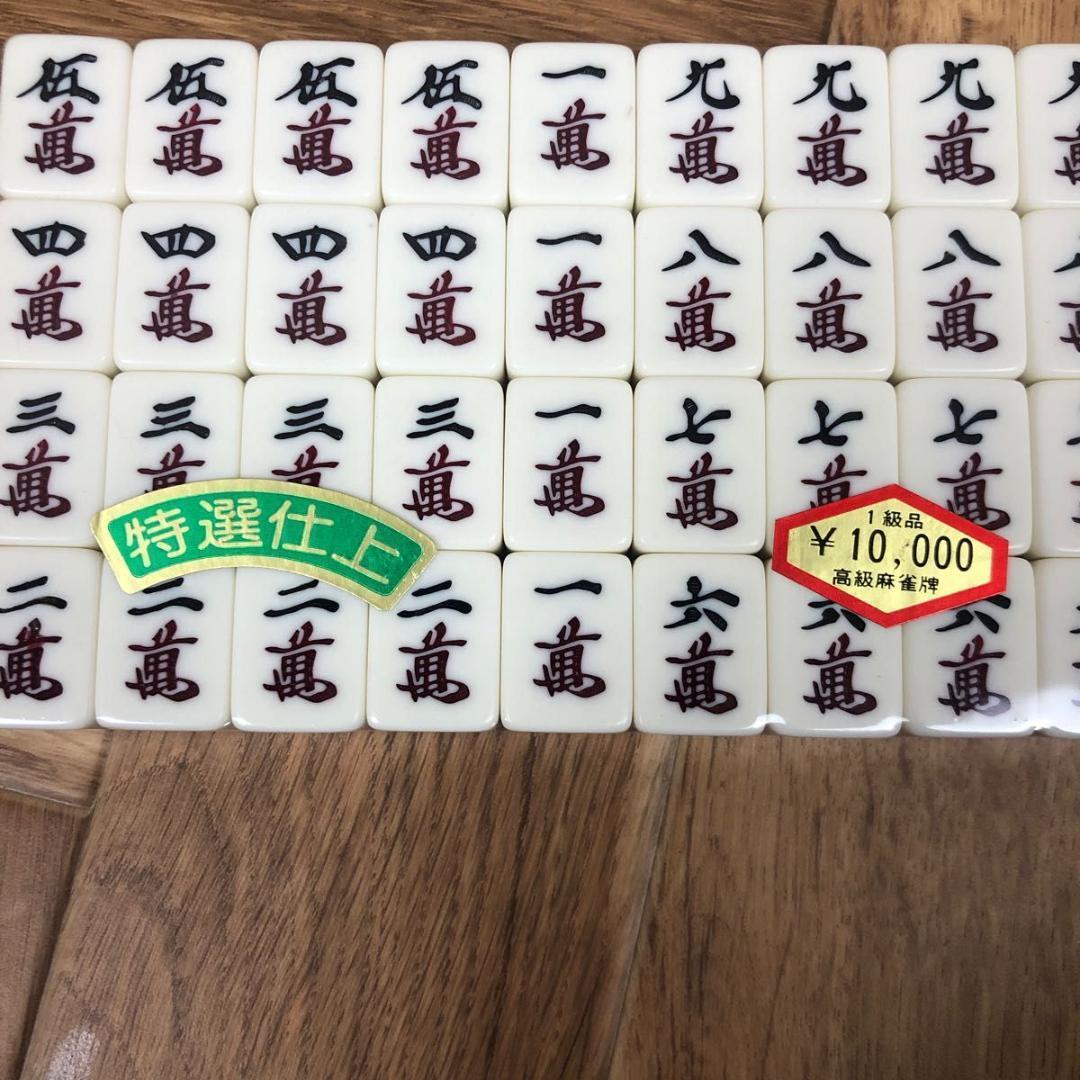 伍萬 伍萬 伍萬 伍萬 一萬 九萬 九萬 九萬
四萬 四萬 四萬 四萬 一萬 八萬 八萬 八萬
三萬 三萬 三萬 三萬 一萬 七萬 七萬 七萬
特選仕上
1級品
¥10,000
高級麻雀牌
二萬 二萬 二萬 二萬 一萬 六萬 六萬 六萬